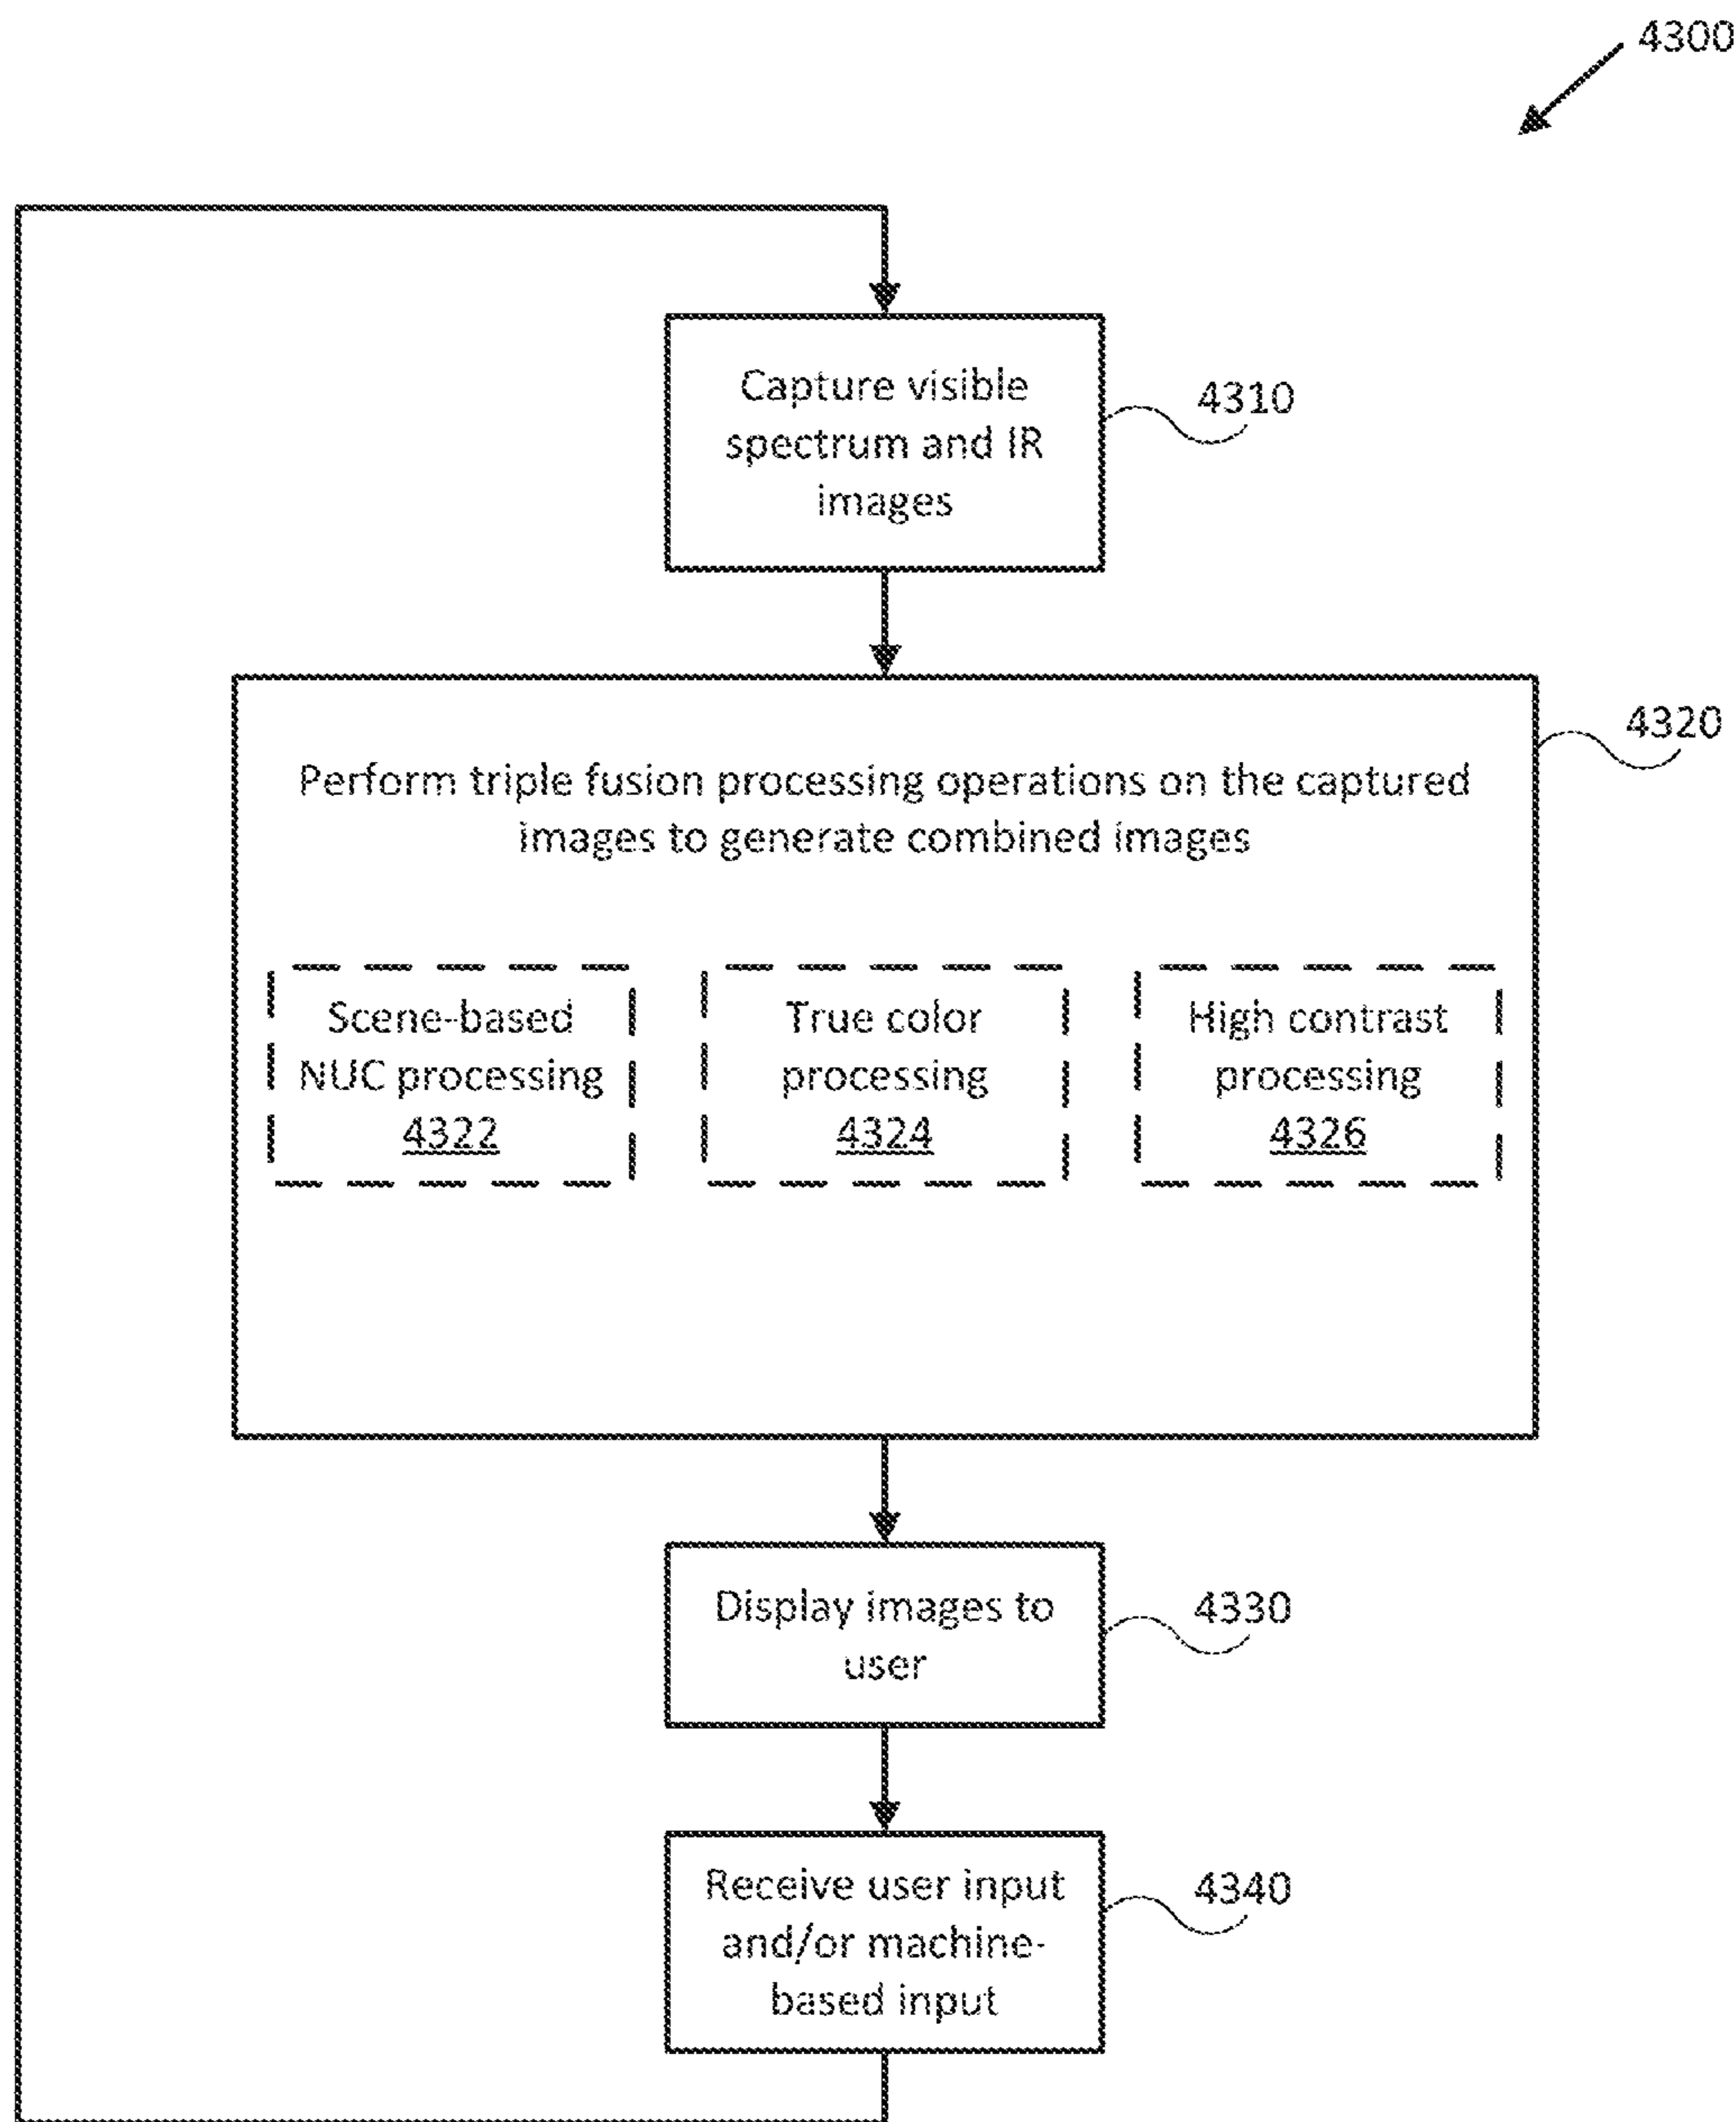 4300
Capture visible
spectrum and IR
images
4310
4320
Perform triple fusion processing operations on the captured
images to generate combined images
Scene-based
NUC processing
4322
True color
processing
4324
High contrast
processing
4326
Display images to
user
4330
Receive user input
and/or machine-
based input
4340